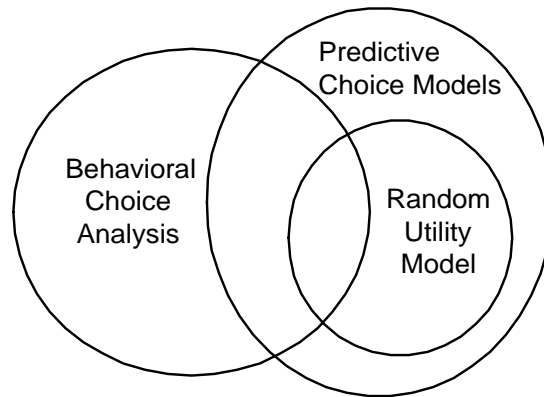 Predictive
Choice Models
Behavioral
Choice
Analysis
Random
Utility
Model